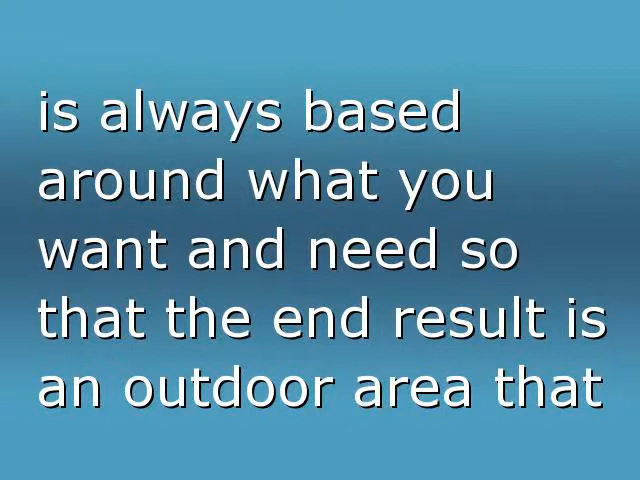 is always based
around what you
want and need so
that the end result is
an outdoor area that